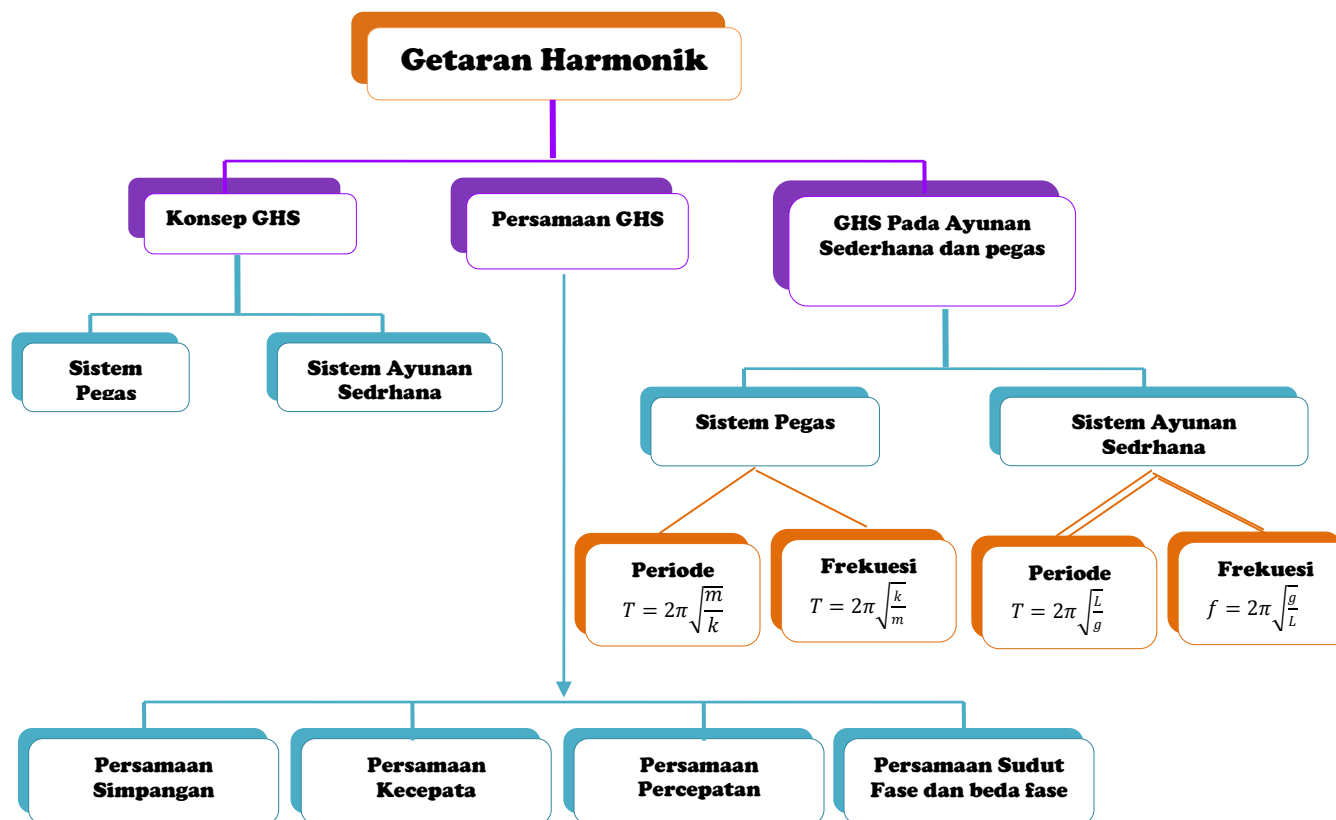 Getaran Harmonik
Konsep GHS
Persamaan GHS
GHS Pada Ayunan
Sederhana dan pegas
Sistem
Pegas
Sistem Ayunan
Sedrhana
Sistem Pegas
Sistem Ayunan
Sedrhana
Periode
T = 2π√(m/k)
Frekuesi
T = 2π√(k/m)
Periode
T = 2π√(L/g)
Frekuesi
f = 2π√(g/L)
Persamaan
Simpangan
Persamaan
Kecepata
Persamaan
Percepatan
Persamaan Sudut
Fase dan beda fase